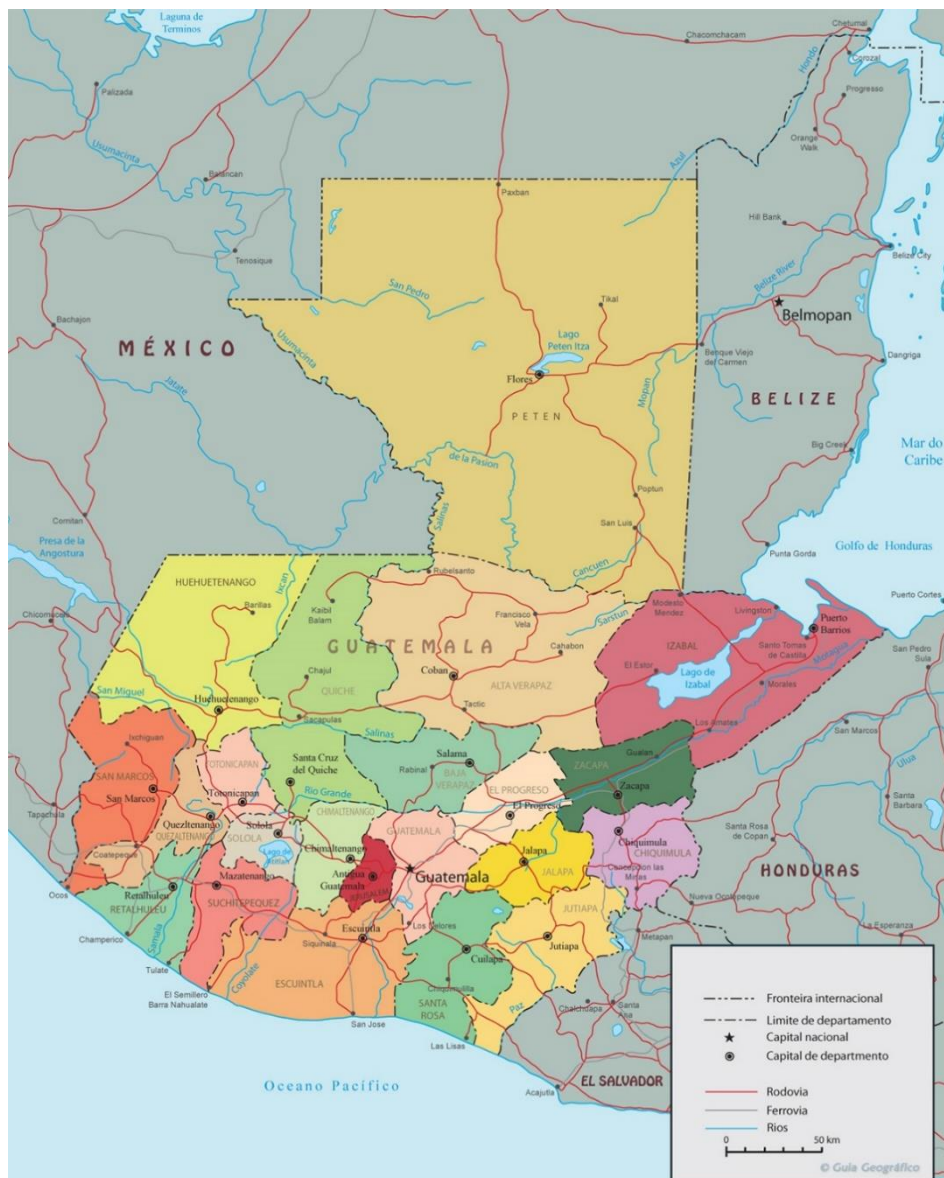 Laguna de
Terminos
Chetumal
Chacomchacam
Corozal
Hondo
Palizada
Progresso
Usumacinta
Orange
Walk
Azul
Balancan
Paxban
Hill Bank
Tenosique
Belize City
Belize River
San Pedro
Tikal
Belmopan
Usumacinta
Bachajon
MÉXICO
Lago
Peten Itza
Benque Viejo
del Carmen
Dangriga
Jatate
Flores
Mopan
BELIZE
PETEN
Mar do
Caribe
Big Creek
de la Pasion
Poptun
Salinas
Comitan
San Luis
Presa de la
Angostura
Punta Gorda
Golfo de Honduras
HUEHUETENANGO
Ixcan
Rubelsanto
Cancuen
Puerto Cortes
Barillas
Kaibil
Balam
Francisco
Vela
Modesto
Mendez
Livingston
Puerto
Barrios
Sarstun
GUATEMALA
IZABAL
Santo Tomas
de Castilla
Motagua
San Pedro
Sula
Chajul
Coban
Cahabon
El Estor
Lago de
Izabal
San Miguel
QUICHE
ALTA VERAPAZ
Morales
Huehuetenango
Sacapulas
Tactic
Salinas
Los Amates
San Marcos
Ixchiguan
Ulua
TOTONICAPAN
Santa Cruz
del Quiche
Salama
Rabinal
BAJA
VERAPAZ
Gualan
ZACAPA
SAN MARCOS
San Marcos
Totonicapan
Rio Grande
EL PROGRESO
Zacapa
Santa
Barbara
Tapachula
Quezltenango
QUEZALTENANGO
CHIMALTENANGO
El Progreso
GUATEMALA
Solola
SOLOLA
Chiquimula
CHIQUIMULA
Santa Rosa
de Copan
Coatepeque
Chimaltenango
Jalapa
JALAPA
Concepcion las
Minas
HONDURAS
Ocos
Retalhuleu
RETALHULEU
Mazatenango
SUCHITEPEQUEZ
Antigua
Guatemala
Guatemala
Nueva Ocotepeque
JUTIAPA
Champerico
Samala
Siquinala
Escuintla
Jutiapa
Metapan
La Esperanza
Cuilapa
Tulate
Coyolate
ESCUINTLA
Chiquimulilla
El Semillero
Barra Nahualate
SANTA
ROSA
Paz
Chalchuapa
Santa
Ana
San Jose
Las Lisas
Oceano Pacífico
Acajutla
EL SALVADOR
Fronteira internacional
Limite de departamento
Capital nacional
Capital de departmento
Rodovia
Ferrovia
Rios
0 50 km
© Guia Geográfico